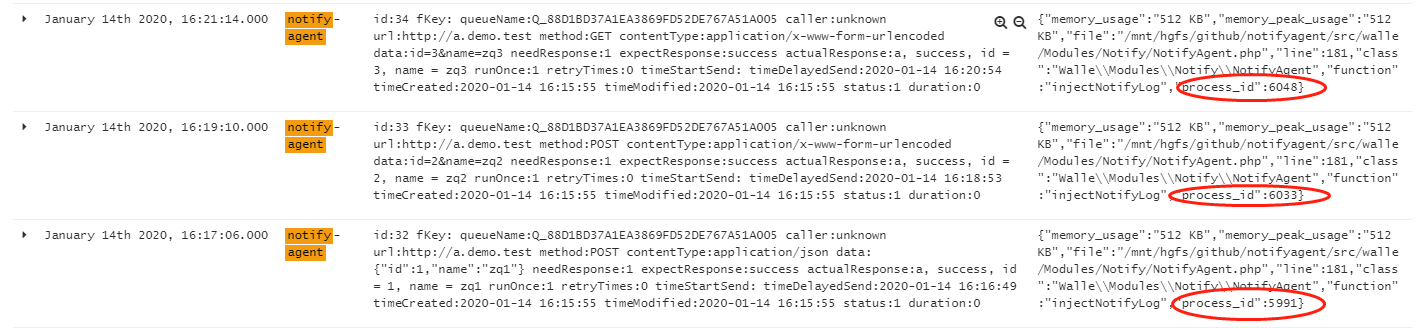 January 14th 2020, 16:21:14.000
notify-
agent
id:34 fKey: queueName:Q_88D1BD37A1EA3869FD52DE767A51A005 caller:unknown
url:http://a.demo.test method:GET contentType:application/x-www-form-urlencoded
data:id=3&name=zq3 needResponse:1 expectResponse:success actualResponse:a, success, id =
3, name = zq3 runOnce:1 retryTimes:0 timeStartSend: timeDelayedSend:2020-01-14 16:20:54
timeCreated:2020-01-14 16:15:55 timeModified:2020-01-14 16:15:55 status:1 duration:0
{"memory_usage":"512 KB","memory_peak_usage":"512
KB","file":"/mnt/hgfs/github/notifyagent/src/walle
/Modules/Notify/NotifyAgent.php","line":181,"class
":"Walle\\Modules\\Notify\\NotifyAgent","function"
:"injectNotifyLog","process_id":6048}
January 14th 2020, 16:19:10.000
notify-
agent
id:33 fKey: queueName:Q_88D1BD37A1EA3869FD52DE767A51A005 caller:unknown
url:http://a.demo.test method:POST contentType:application/x-www-form-urlencoded
data:id=2&name=zq2 needResponse:1 expectResponse:success actualResponse:a, success, id =
2, name = zq2 runOnce:1 retryTimes:0 timeStartSend: timeDelayedSend:2020-01-14 16:18:53
timeCreated:2020-01-14 16:15:55 timeModified:2020-01-14 16:15:55 status:1 duration:0
{"memory_usage":"512 KB","memory_peak_usage":"512
KB","file":"/mnt/hgfs/github/notifyagent/src/walle
/Modules/Notify/NotifyAgent.php","line":181,"class
":"Walle\\Modules\\Notify\\NotifyAgent","function"
:"injectNotifyLog","process_id":6033}
January 14th 2020, 16:17:06.000
notify-
agent
id:32 fKey: queueName:Q_88D1BD37A1EA3869FD52DE767A51A005 caller:unknown
url:http://a.demo.test method:POST contentType:application/json data:
{"id":1,"name":"zq1"} needResponse:1 expectResponse:success actualResponse:a, success, id
= 1, name = zq1 runOnce:1 retryTimes:0 timeStartSend: timeDelayedSend:2020-01-14 16:16:49
timeCreated:2020-01-14 16:15:55 timeModified:2020-01-14 16:15:55 status:1 duration:0
{"memory_usage":"512 KB","memory_peak_usage":"512
KB","file":"/mnt/hgfs/github/notifyagent/src/walle
/Modules/Notify/NotifyAgent.php","line":181,"class
":"Walle\\Modules\\Notify\\NotifyAgent","function"
:"injectNotifyLog","process_id":5991}